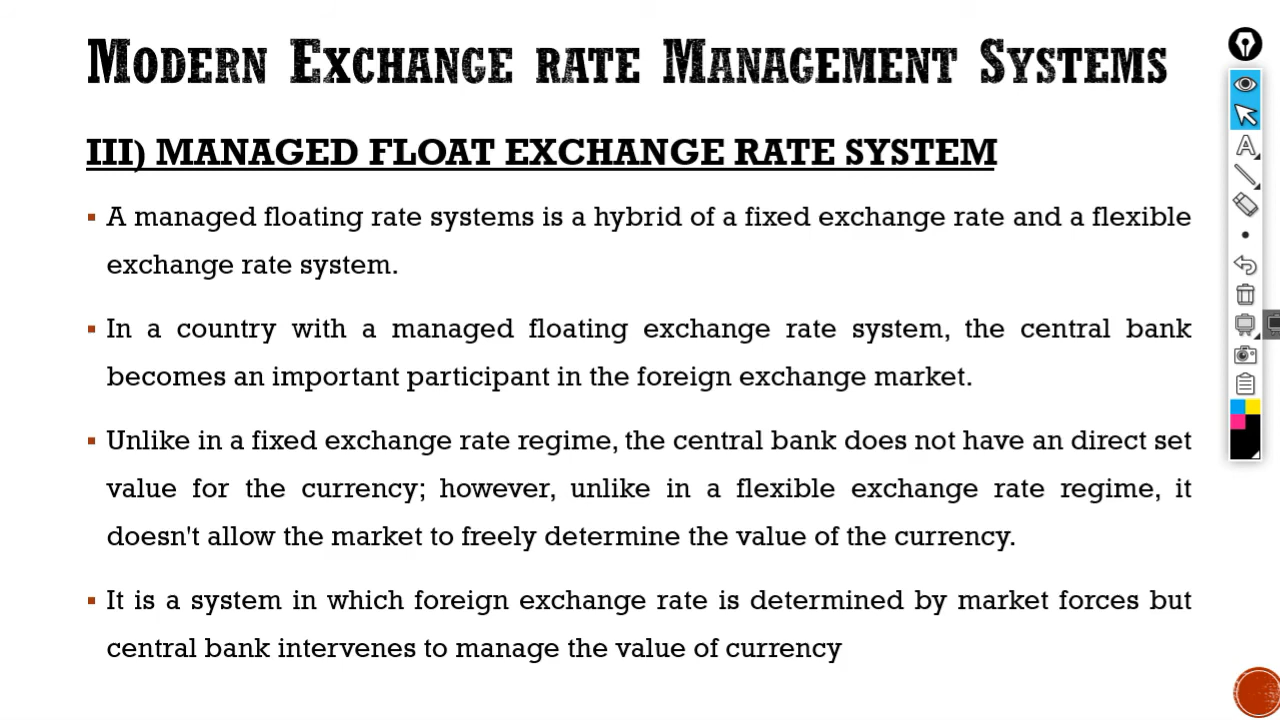 MODERN EXCHANGE RATE MANAGEMENT SYSTEMS
III) MANAGED FLOAT EXCHANGE RATE SYSTEM
▪ A managed floating rate systems is a hybrid of a fixed exchange rate and a flexible
exchange rate system.
▪ In a country with a managed floating exchange rate system, the central bank
becomes an important participant in the foreign exchange market.
▪ Unlike in a fixed exchange rate regime, the central bank does not have an direct set
value for the currency; however, unlike in a flexible exchange rate regime, it
doesn't allow the market to freely determine the value of the currency.
▪ It is a system in which foreign exchange rate is determined by market forces but
central bank intervenes to manage the value of currency